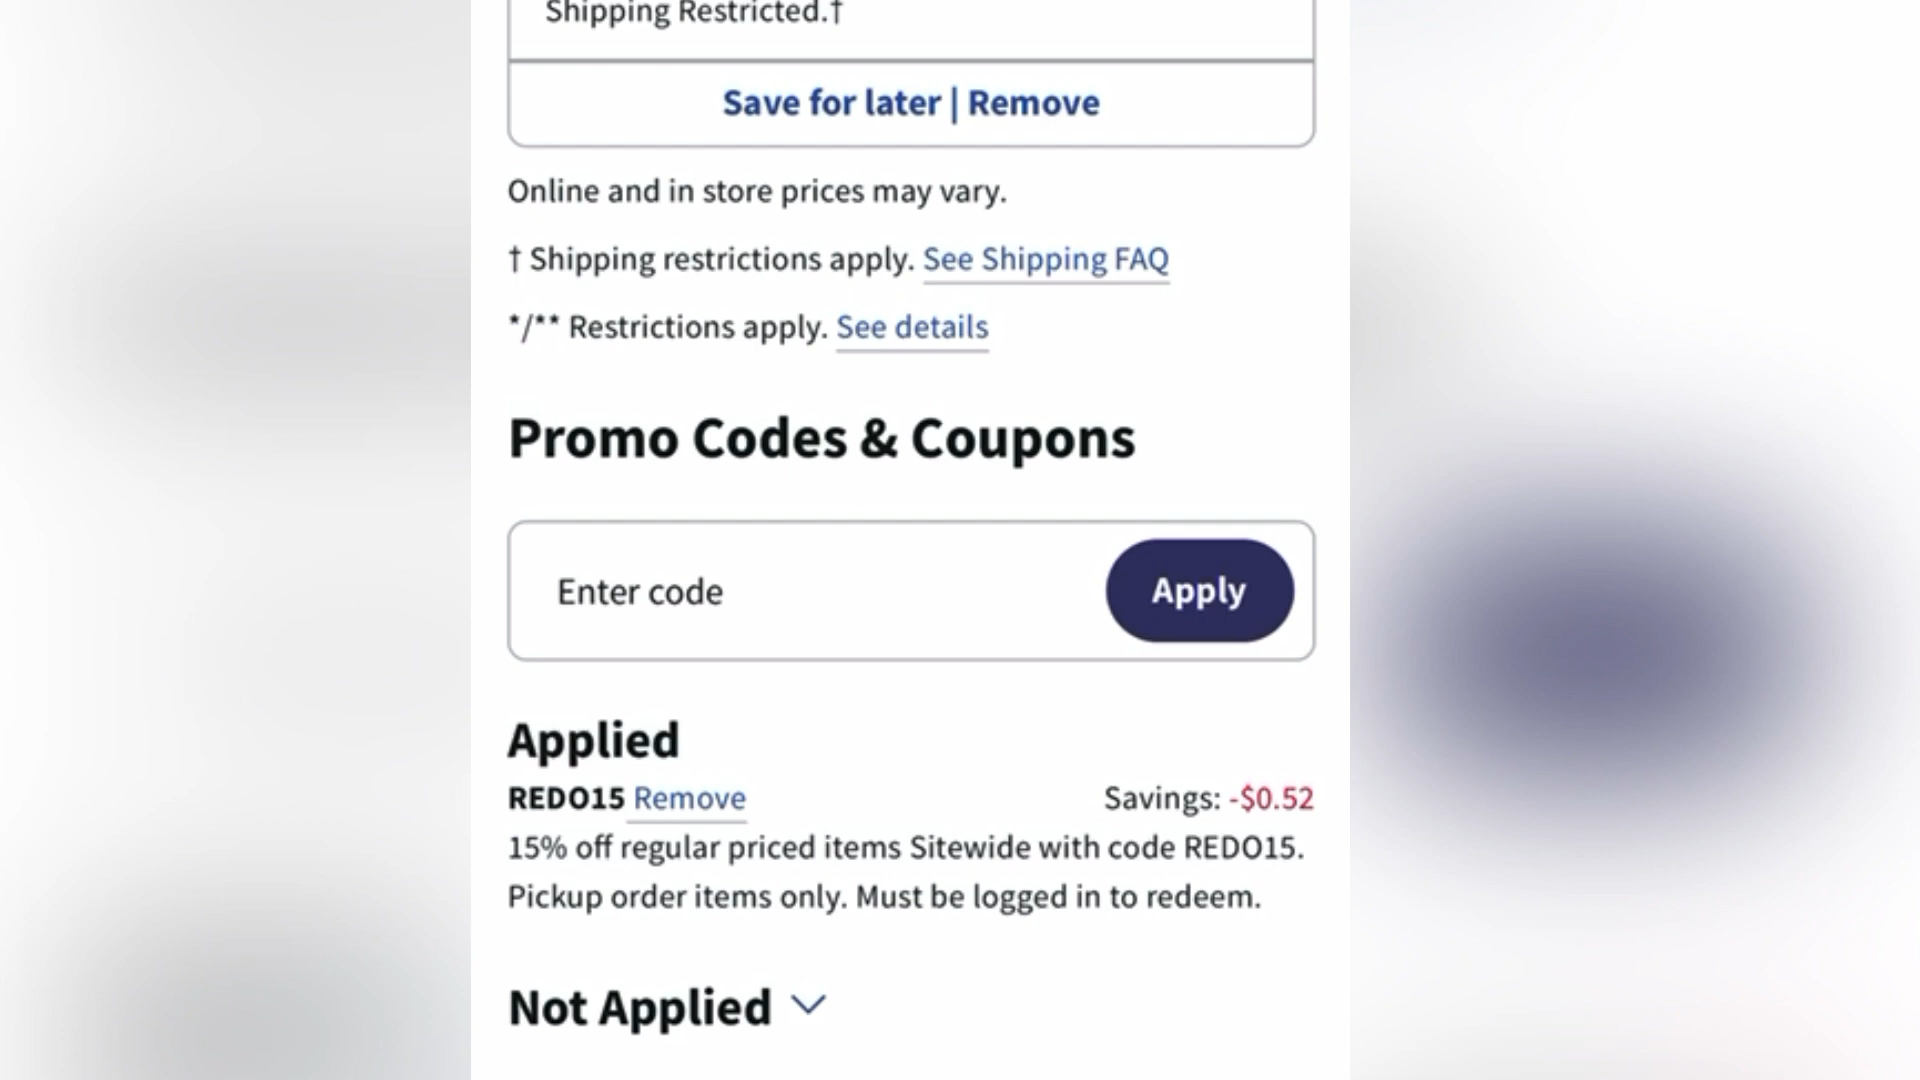 Shipping Restricted.†
Save for later | Remove
Online and in store prices may vary.
† Shipping restrictions apply. See Shipping FAQ
*/** Restrictions apply. See details
Promo Codes & Coupons
Enter code
Apply
Applied
REDO15 Remove
Savings: -$0.52
15% off regular priced items Sitewide with code REDO15.
Pickup order items only. Must be logged in to redeem.
Not Applied